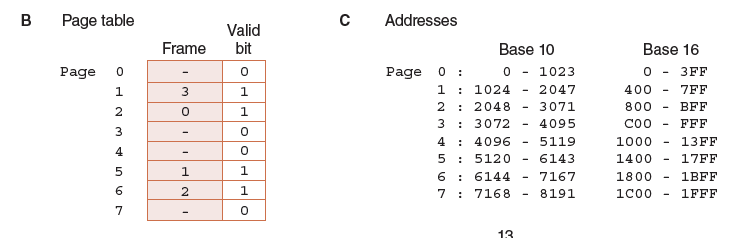 B Page table
Frame Valid bit
Page 0 - 0
1 3 1
2 0 1
3 - 0
4 - 0
5 1 1
6 2 1
7 - 0
C Addresses
Base 10 Base 16
Page 0 : 0 - 1023 0 - 3FF
1 : 1024 - 2047 400 - 7FF
2 : 2048 - 3071 800 - BFF
3 : 3072 - 4095 C00 - FFF
4 : 4096 - 5119 1000 - 13FF
5 : 5120 - 6143 1400 - 17FF
6 : 6144 - 7167 1800 - 1BFF
7 : 7168 - 8191 1C00 - 1FFF
13